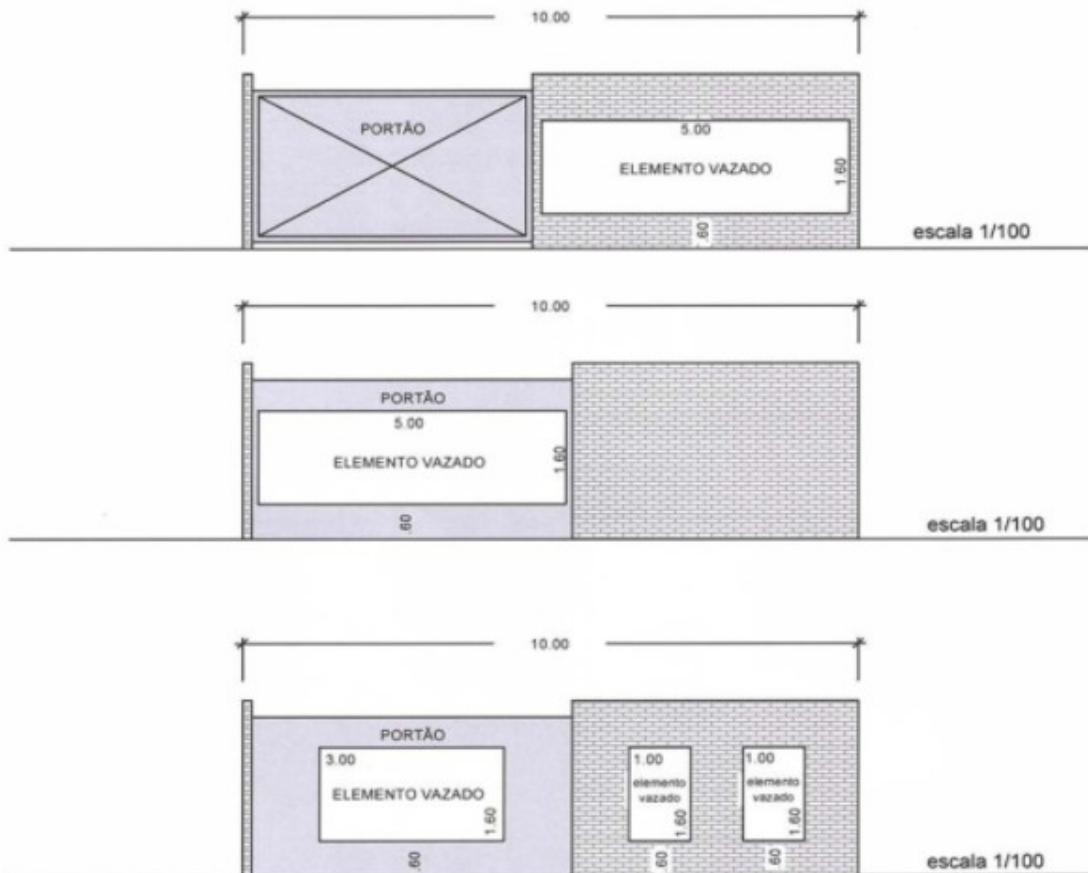 10.00
PORTÃO
5.00
ELEMENTO VAZADO
1.60
.60
escala 1/100
10.00
PORTÃO
5.00
ELEMENTO VAZADO
1.60
.60
escala 1/100
10.00
PORTÃO
3.00
ELEMENTO VAZADO
1.60
.60
1.00
elemento
vazado
1.60
.60
1.00
elemento
vazado
1.60
.60
escala 1/100